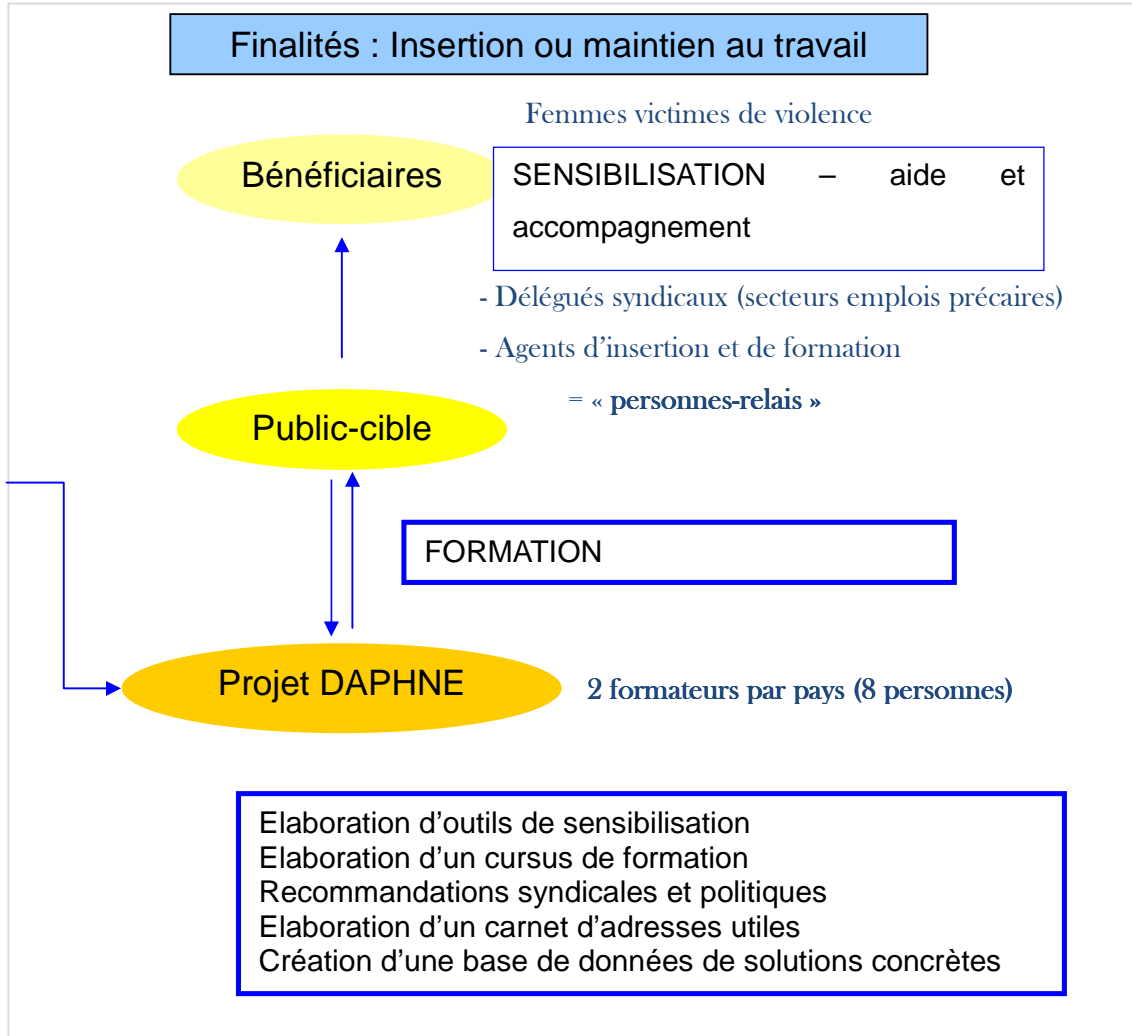 Finalités : Insertion ou maintien au travail
Femmes victimes de violence
Bénéficiaires
SENSIBILISATION – aide et
accompagnement
- Délégués syndicaux (secteurs emplois précaires)
- Agents d’insertion et de formation
= « personnes-relais »
Public-cible
FORMATION
Projet DAPHNE
2 formateurs par pays (8 personnes)
Elaboration d’outils de sensibilisation
Elaboration d’un cursus de formation
Recommandations syndicales et politiques
Elaboration d’un carnet d’adresses utiles
Création d’une base de données de solutions concrètes